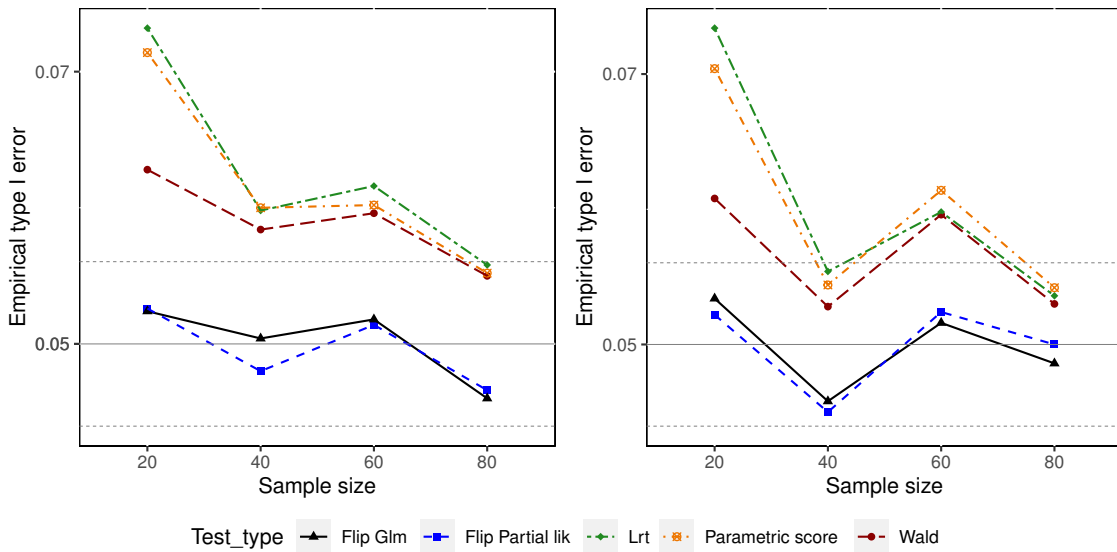 Empirical type I error
0.07
0.05
20 40 60 80
Sample size
Empirical type I error
0.07
0.05
20 40 60 80
Sample size
Test_type Flip Glm Flip Partial lik Lrt Parametric score Wald